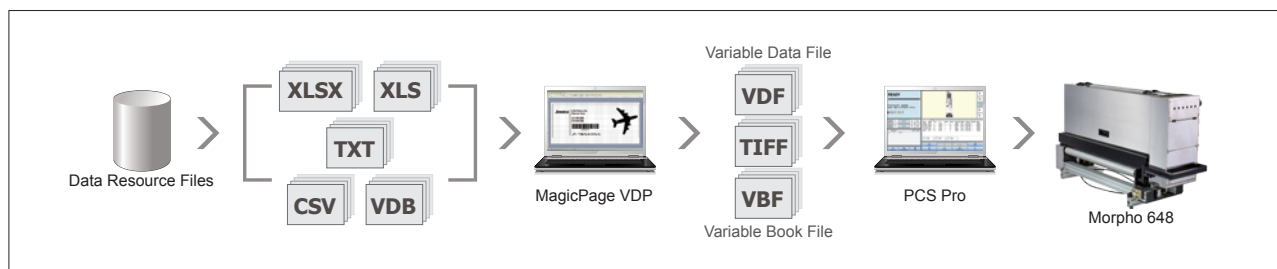 Variable Data File
XLSX
XLS
VDF
TXT
TIFF
Data Resource Files
CSV
VDB
MagicPage VDP
VBF
PCS Pro
Variable Book File
Morpho 648
READY